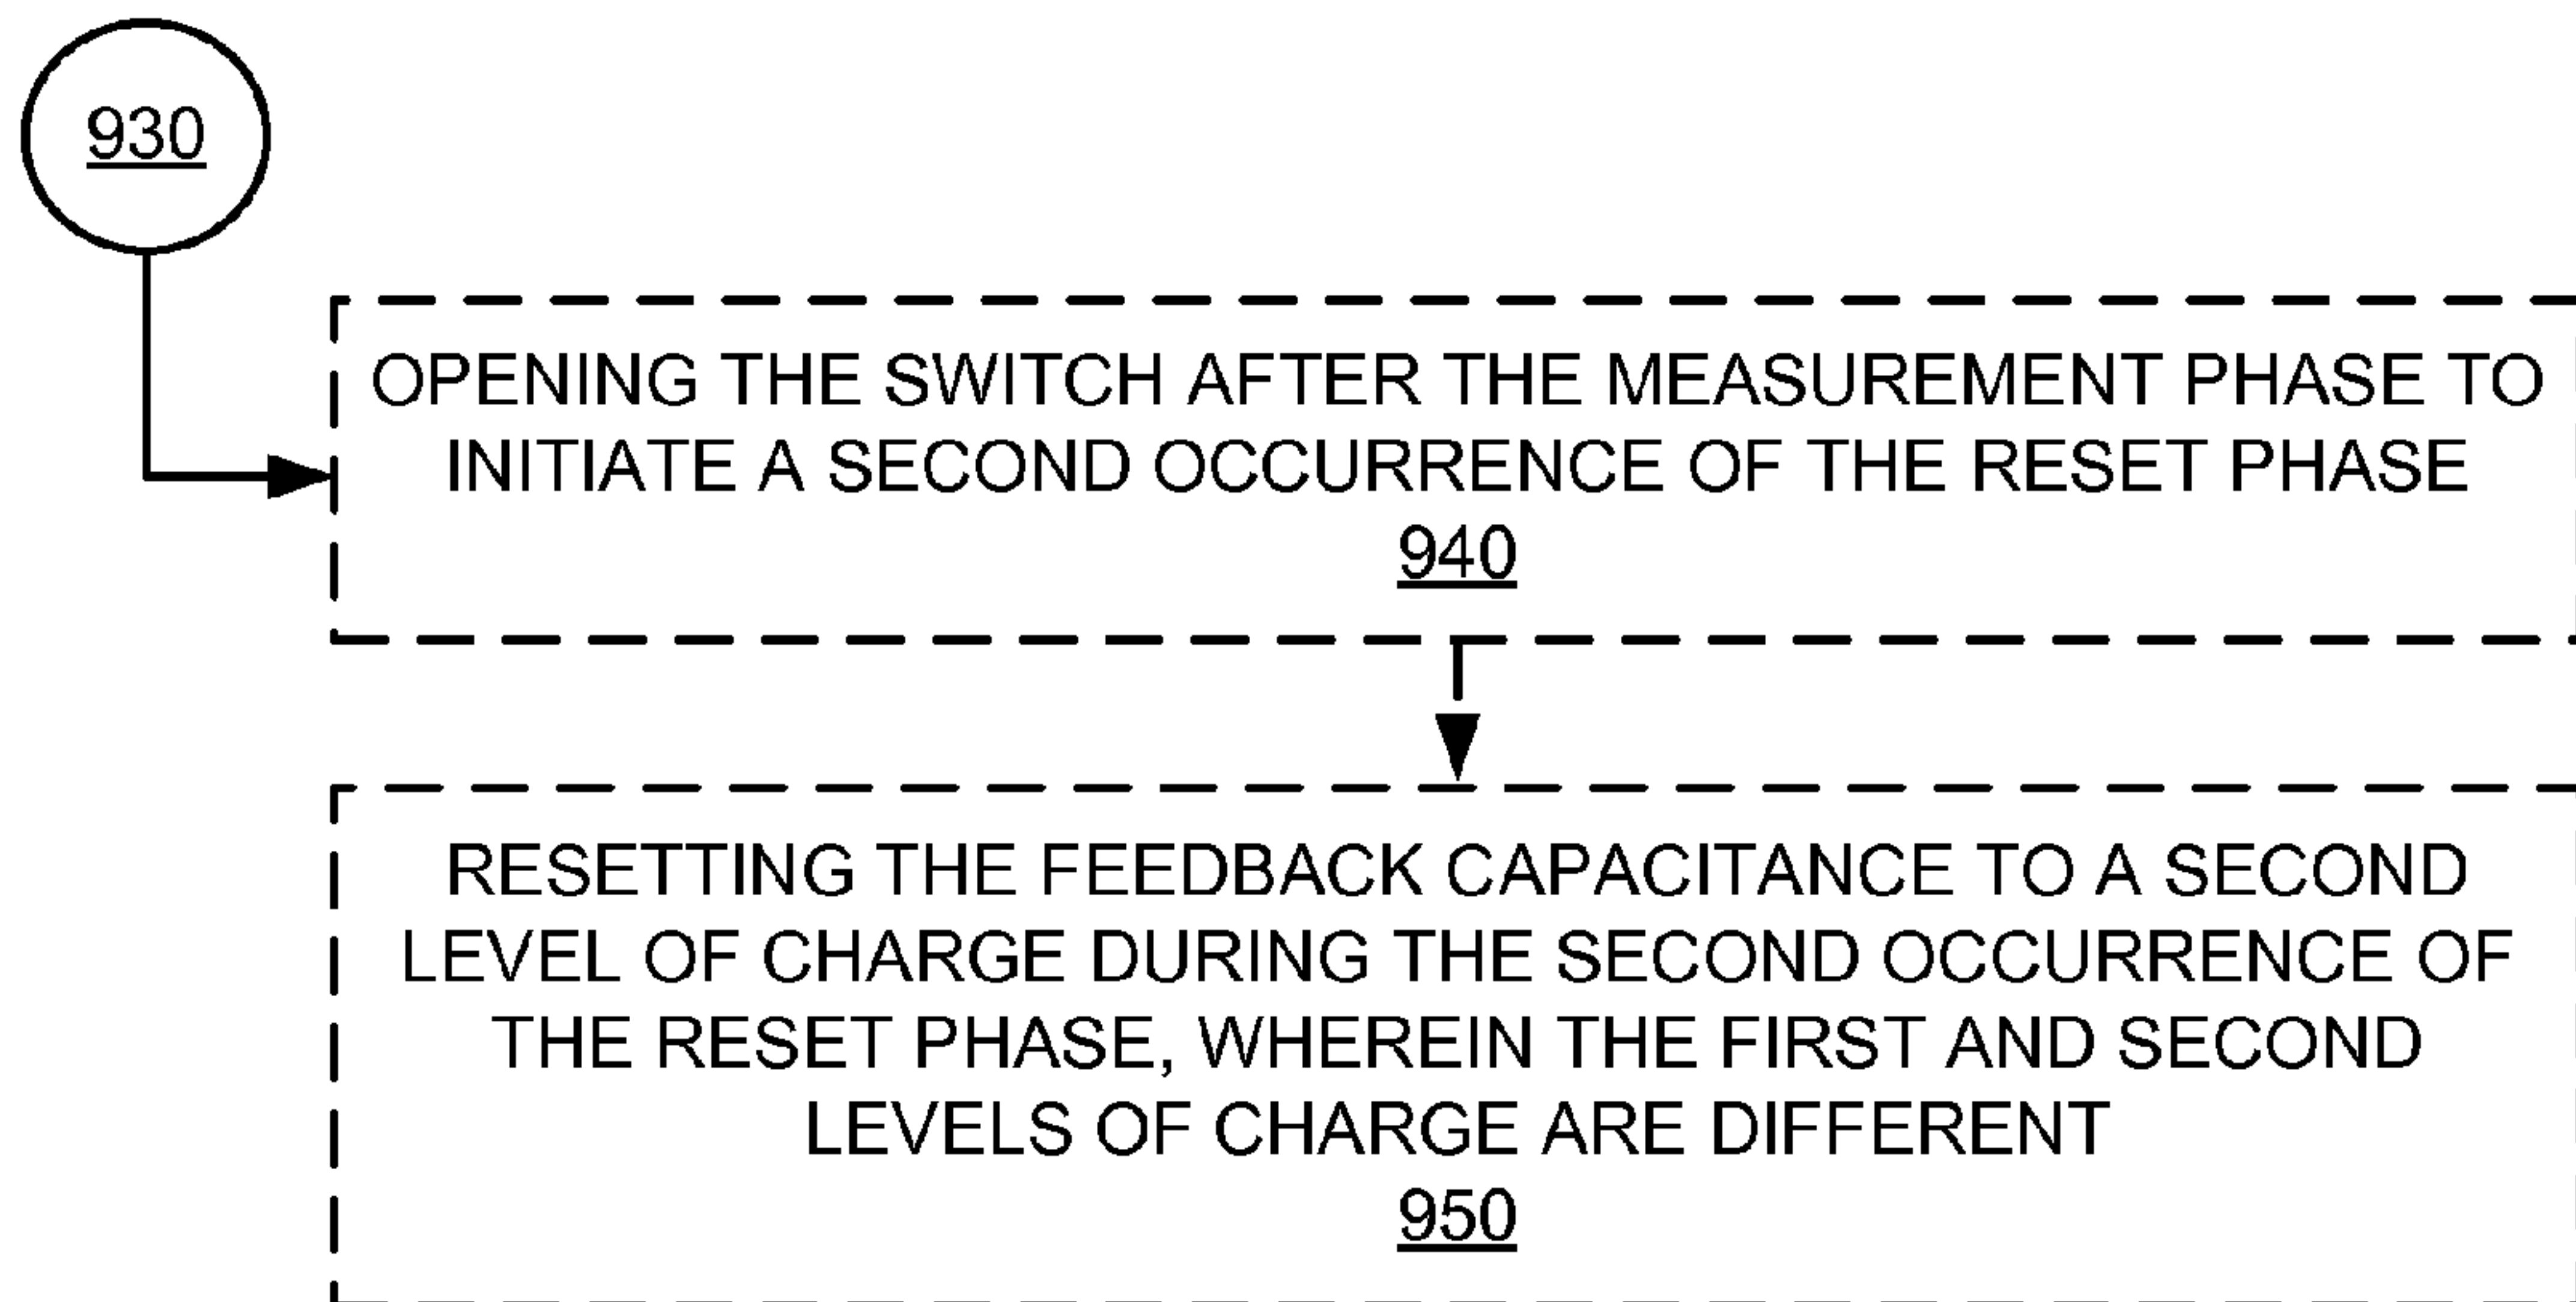 930
OPENING THE SWITCH AFTER THE MEASUREMENT PHASE TO
INITIATE A SECOND OCCURRENCE OF THE RESET PHASE
940
RESETTING THE FEEDBACK CAPACITANCE TO A SECOND
LEVEL OF CHARGE DURING THE SECOND OCCURRENCE OF
THE RESET PHASE, WHEREIN THE FIRST AND SECOND
LEVELS OF CHARGE ARE DIFFERENT
950